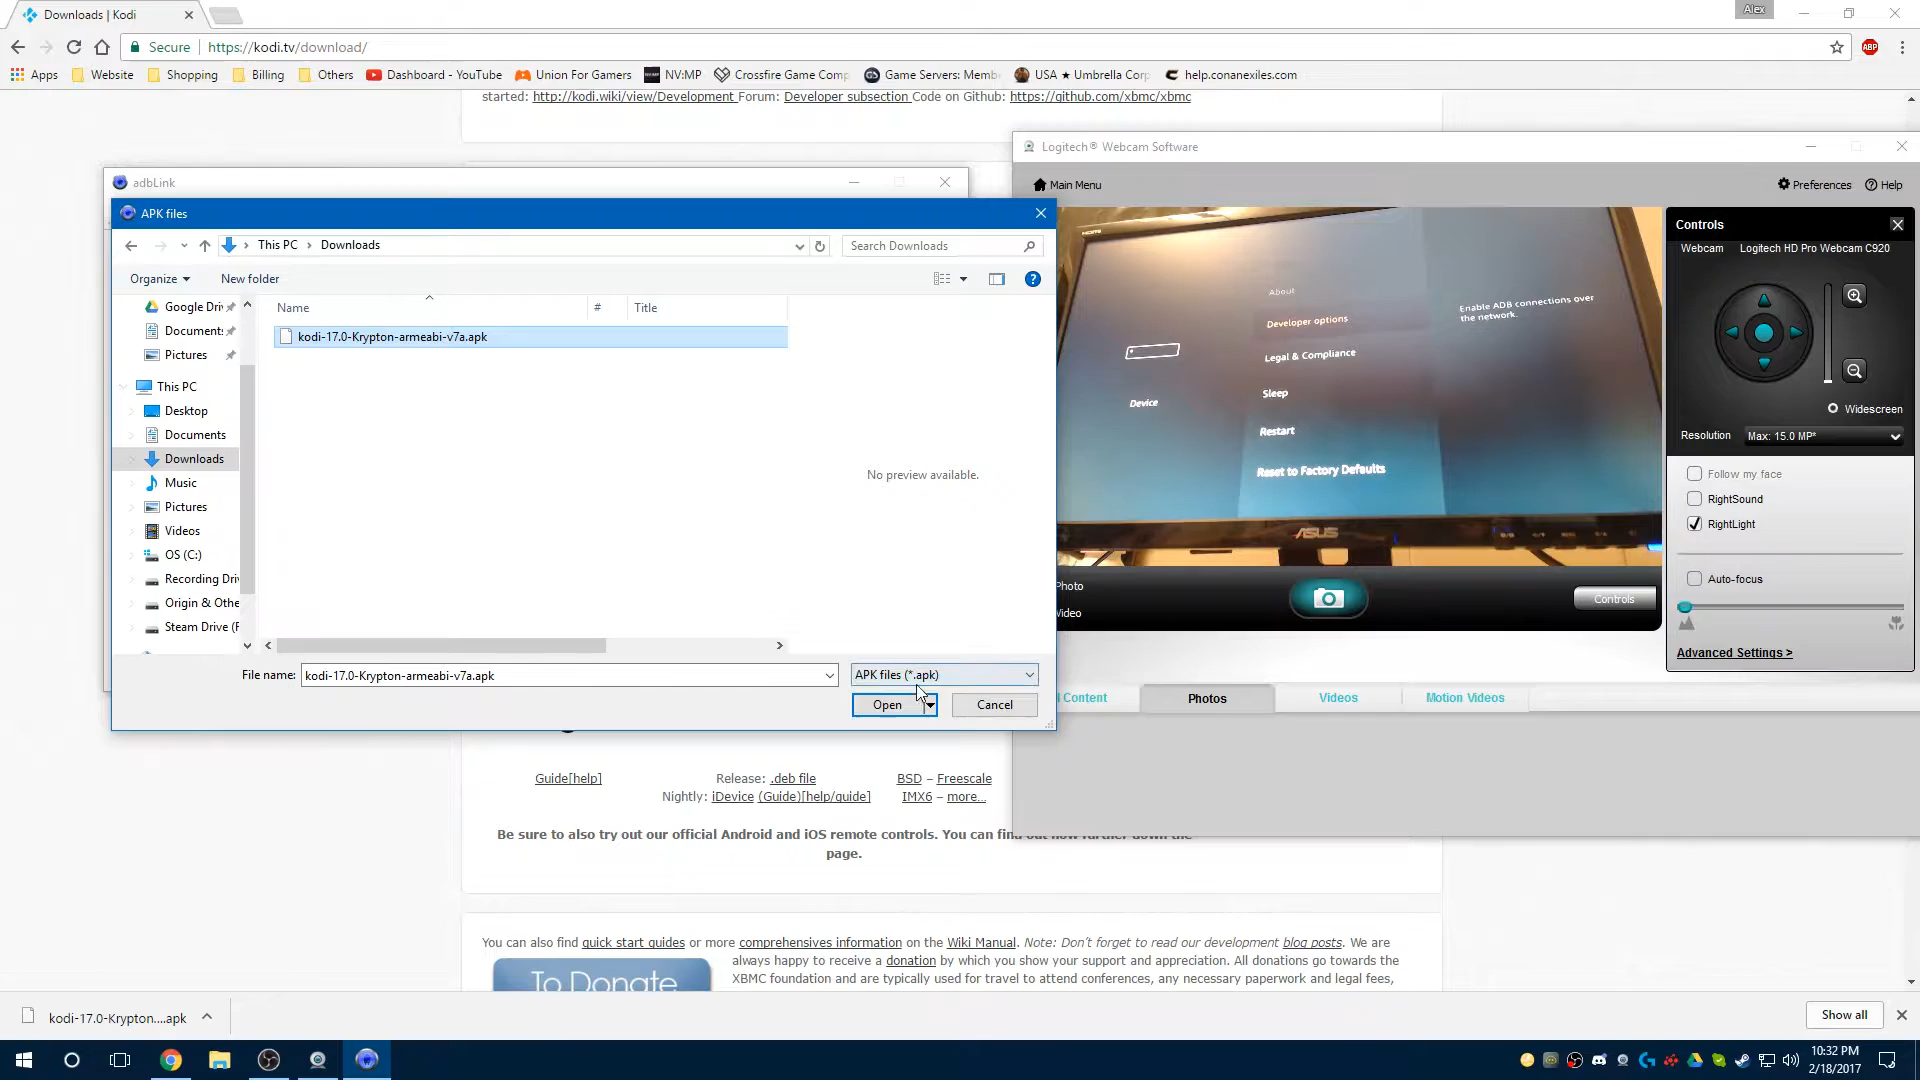 Downloads | Kodi
Alex
Secure
https://kodi.tv/download/
ABP
Apps
Website
Shopping
Billing
Others
Dashboard - YouTube
Union For Gamers
NV:MP
Crossfire Game Comp
Game Servers: Memb
USA ★ Umbrella Corp
help.conanexiles.com
started: http://kodi.wiki/view/Development Forum: Developer subsection Code on Github: https://github.com/xbmc/xbmc
Logitech® Webcam Software
adbLink
Main Menu
Preferences
Help
APK files
Controls
This PC
Downloads
Search Downloads
Webcam
Logitech HD Pro Webcam C920
Organize
New folder
Google Dri
Name
#
Title
Document:
kodi-17.0-Krypton-armeabi-v7a.apk
Pictures
This PC
Desktop
Documents
Downloads
Music
Pictures
Videos
OS (C:)
Recording Dri
Origin & Othe
Steam Drive (F
No preview available.
HDMI
About
Developer options
Legal & Compliance
Sleep
Restart
Reset to Factory Defaults
Device
Enable ADB connections over
the network.
ASUS
Widescreen
Resolution
Max: 15.0 MP*
Follow my face
RightSound
RightLight
Auto-focus
Advanced Settings >
Photo
Video
Controls
File name:
kodi-17.0-Krypton-armeabi-v7a.apk
APK files (*.apk)
Open
Cancel
Content
Photos
Videos
Motion Videos
Guide[help]
Release: .deb file
Nightly: iDevice (Guide)[help/guide]
BSD – Freescale
IMX6 – more...
Be sure to also try out our official Android and iOS remote controls. You can find out how further down the
page.
You can also find quick start guides or more comprehensives information on the Wiki Manual. Note: Don't forget to read our development blog posts. We are
always happy to receive a donation by which you show your support and appreciation. All donations go towards the
XBMC foundation and are typically used for travel to attend conferences, any necessary paperwork and legal fees,
To Donate
kodi-17.0-Krypton....apk
Show all
10:32 PM
2/18/2017